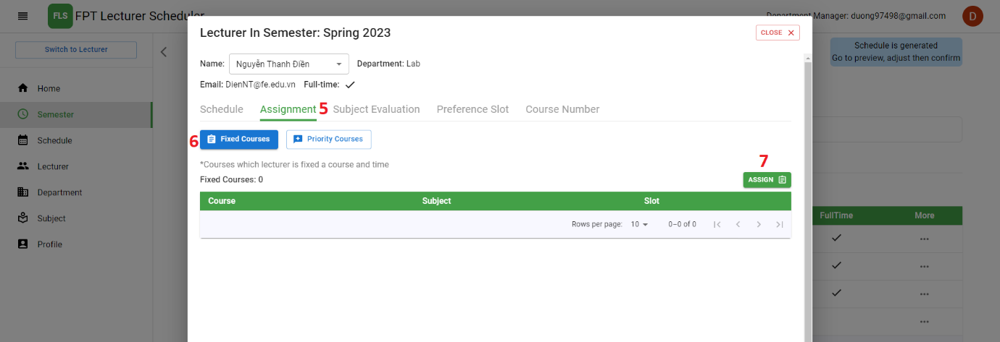 FLS FPT Lecturer Scheduler
Department Manager: duong97498@gmail.com D
Switch to Lecturer
Home
Semester
Schedule
Lecturer
Department
Subject
Profile
Schedule is generated
Go to preview, adjust then confirm
Lecturer In Semester: Spring 2023
CLOSE
Name: Nguyễn Thanh Điền Department: Lab
Email: DienNT@fe.edu.vn Full-time:
Schedule Assignment 5 Subject Evaluation Preference Slot Course Number
6 Fixed Courses Priority Courses
*Courses which lecturer is fixed a course and time
7
Fixed Courses: 0 ASSIGN
Course Subject Slot
Rows per page: 10 0–0 of 0
FullTime More